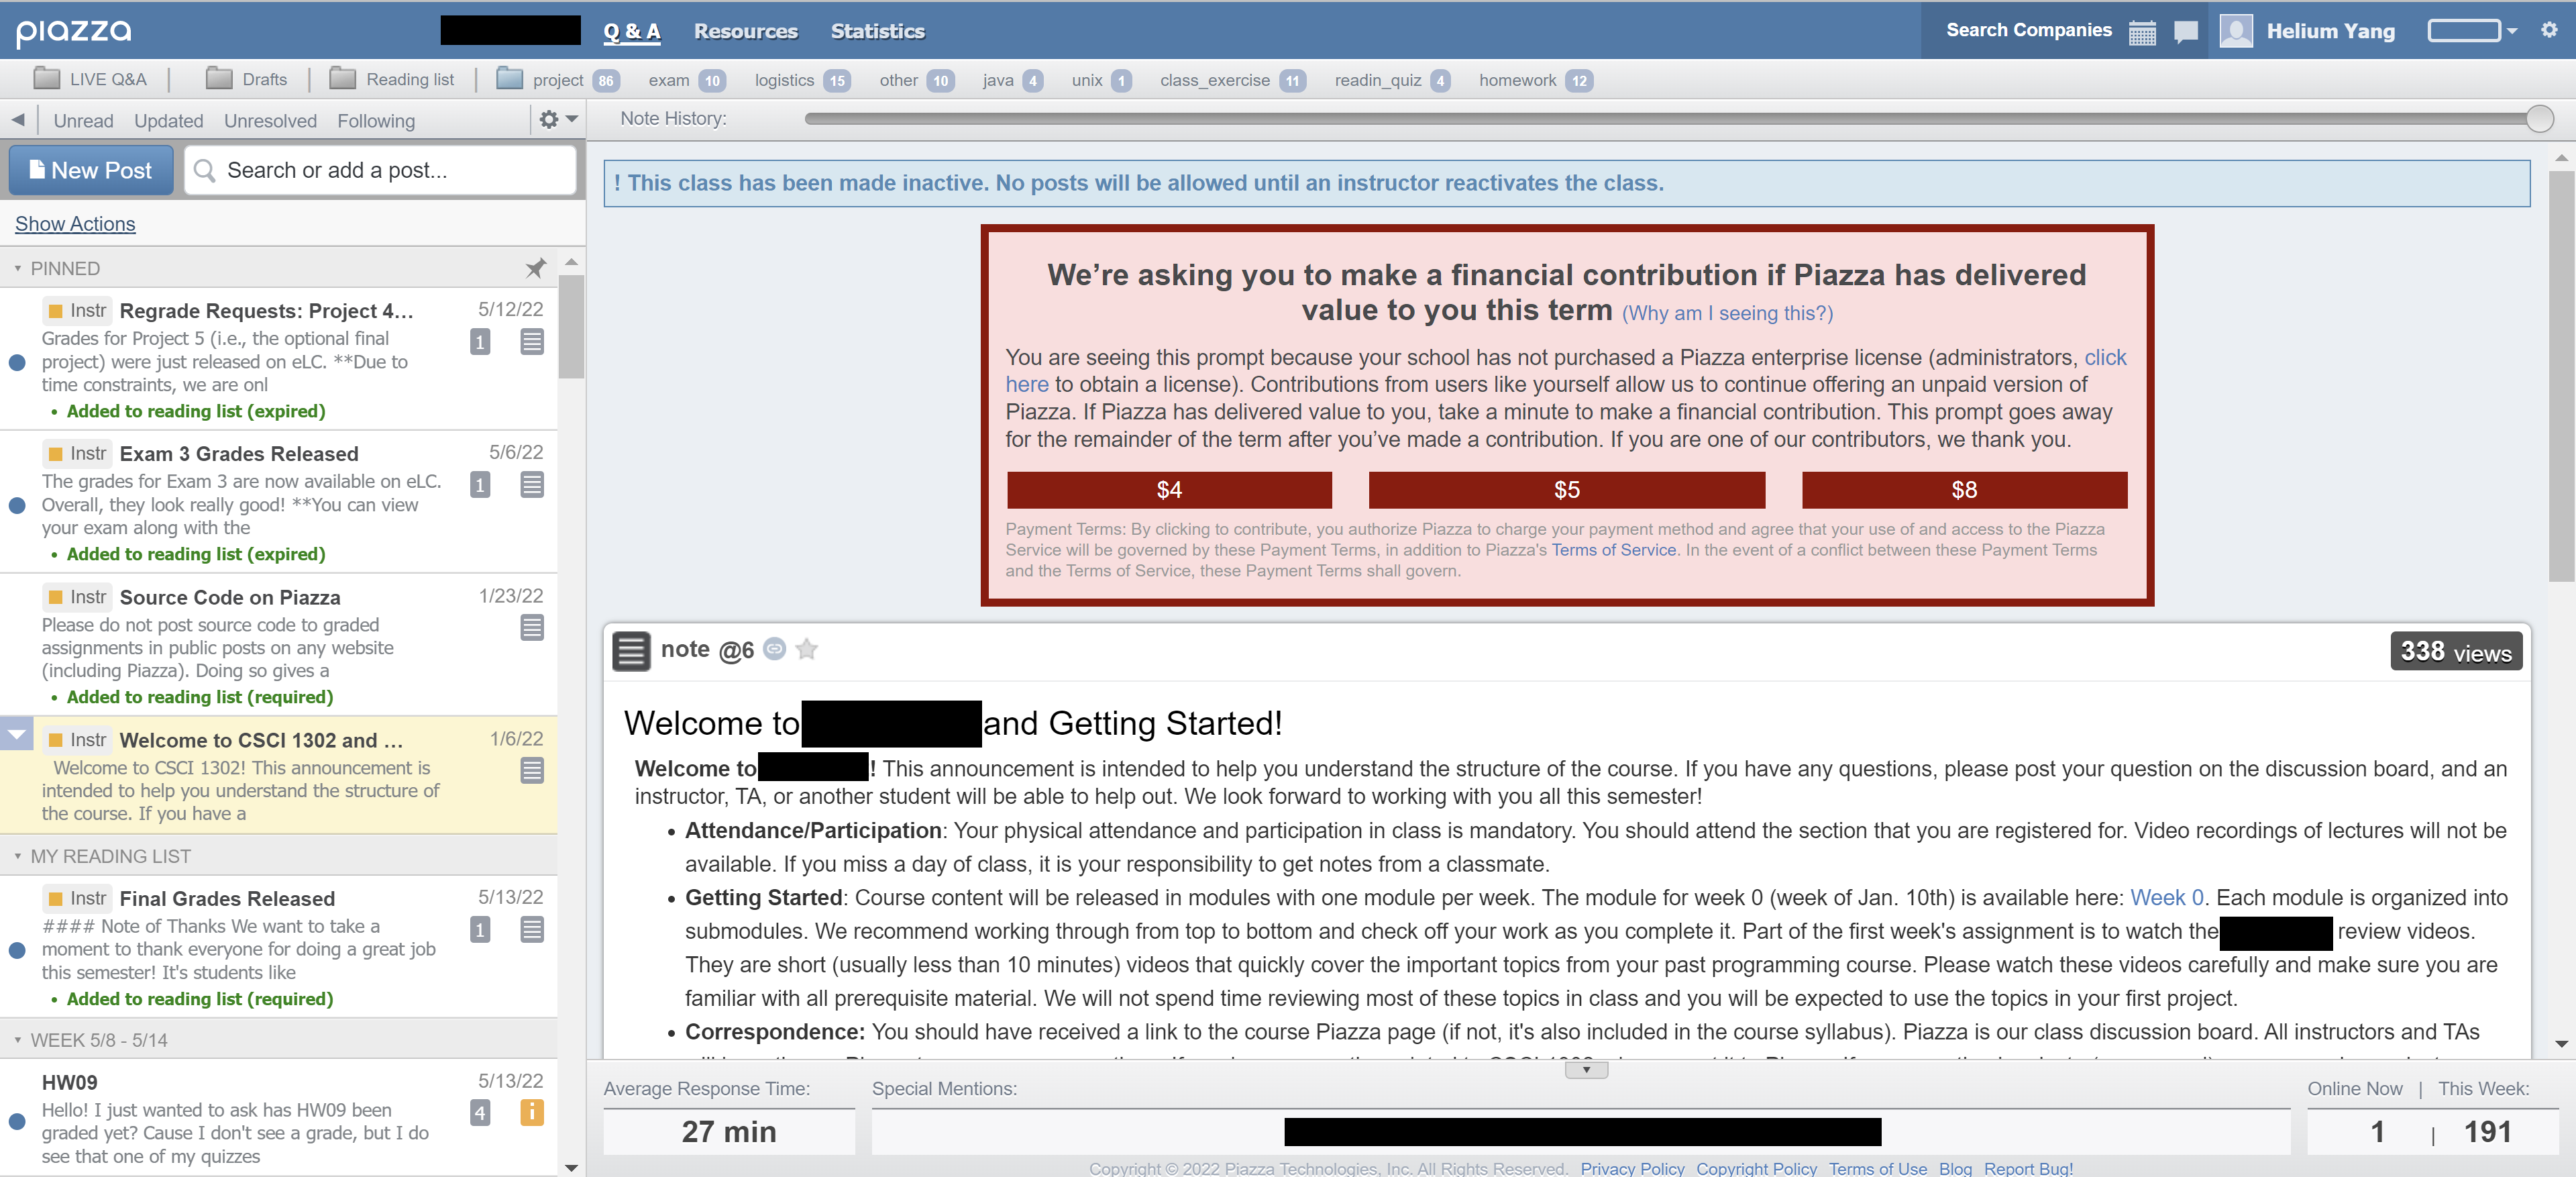 piazza
Q & A Resources Statistics
Search Companies
Helium Yang
LIVE Q&A | Drafts | Reading list | project 86 exam 10 logistics 15 other 10 java 4 unix 1 class_exercise 11 readin_quiz 4 homework 12
Unread Updated Unresolved Following
Note History:
New Post
Search or add a post...
Show Actions
PINNED
Instr Regrade Requests: Project 4... 5/12/22
Grades for Project 5 (i.e., the optional final 1
project) were just released on eLC. **Due to
time constraints, we are onl
• Added to reading list (expired)
Instr Exam 3 Grades Released 5/6/22
The grades for Exam 3 are now available on eLC. 1
Overall, they look really good! **You can view
your exam along with the
• Added to reading list (expired)
Instr Source Code on Piazza 1/23/22
Please do not post source code to graded
assignments in public posts on any website
(including Piazza). Doing so gives a
• Added to reading list (required)
Instr Welcome to CSCI 1302 and ... 1/6/22
Welcome to CSCI 1302! This announcement is
intended to help you understand the structure of
the course. If you have a
MY READING LIST
Instr Final Grades Released 5/13/22
#### Note of Thanks We want to take a 1
moment to thank everyone for doing a great job
this semester! It's students like
• Added to reading list (required)
WEEK 5/8 - 5/14
HW09 5/13/22
Hello! I just wanted to ask has HW09 been 4 i
graded yet? Cause I don't see a grade, but I do
see that one of my quizzes
! This class has been made inactive. No posts will be allowed until an instructor reactivates the class.
We’re asking you to make a financial contribution if Piazza has delivered
value to you this term (Why am I seeing this?)
You are seeing this prompt because your school has not purchased a Piazza enterprise license (administrators, click
here to obtain a license). Contributions from users like yourself allow us to continue offering an unpaid version of
Piazza. If Piazza has delivered value to you, take a minute to make a financial contribution. This prompt goes away
for the remainder of the term after you’ve made a contribution. If you are one of our contributors, we thank you.
$4 $5 $8
Payment Terms: By clicking to contribute, you authorize Piazza to charge your payment method and agree that your use of and access to the Piazza
Service will be governed by these Payment Terms, in addition to Piazza's Terms of Service. In the event of a conflict between these Payment Terms
and the Terms of Service, these Payment Terms shall govern.
note @6
338 views
Welcome to and Getting Started!
Welcome to ! This announcement is intended to help you understand the structure of the course. If you have any questions, please post your question on the discussion board, and an
instructor, TA, or another student will be able to help out. We look forward to working with you all this semester!
• Attendance/Participation: Your physical attendance and participation in class is mandatory. You should attend the section that you are registered for. Video recordings of lectures will not be
available. If you miss a day of class, it is your responsibility to get notes from a classmate.
• Getting Started: Course content will be released in modules with one module per week. The module for week 0 (week of Jan. 10th) is available here: Week 0. Each module is organized into
submodules. We recommend working through from top to bottom and check off your work as you complete it. Part of the first week's assignment is to watch the review videos.
They are short (usually less than 10 minutes) videos that quickly cover the important topics from your past programming course. Please watch these videos carefully and make sure you are
familiar with all prerequisite material. We will not spend time reviewing most of these topics in class and you will be expected to use the topics in your first project.
• Correspondence: You should have received a link to the course Piazza page (if not, it's also included in the course syllabus). Piazza is our class discussion board. All instructors and TAs
Average Response Time: Special Mentions: Online Now | This Week:
27 min 1 | 191
Copyright © 2022 Piazza Technologies, Inc. All Rights Reserved. Privacy Policy Copyright Policy Terms of Use Blog Report Bug!